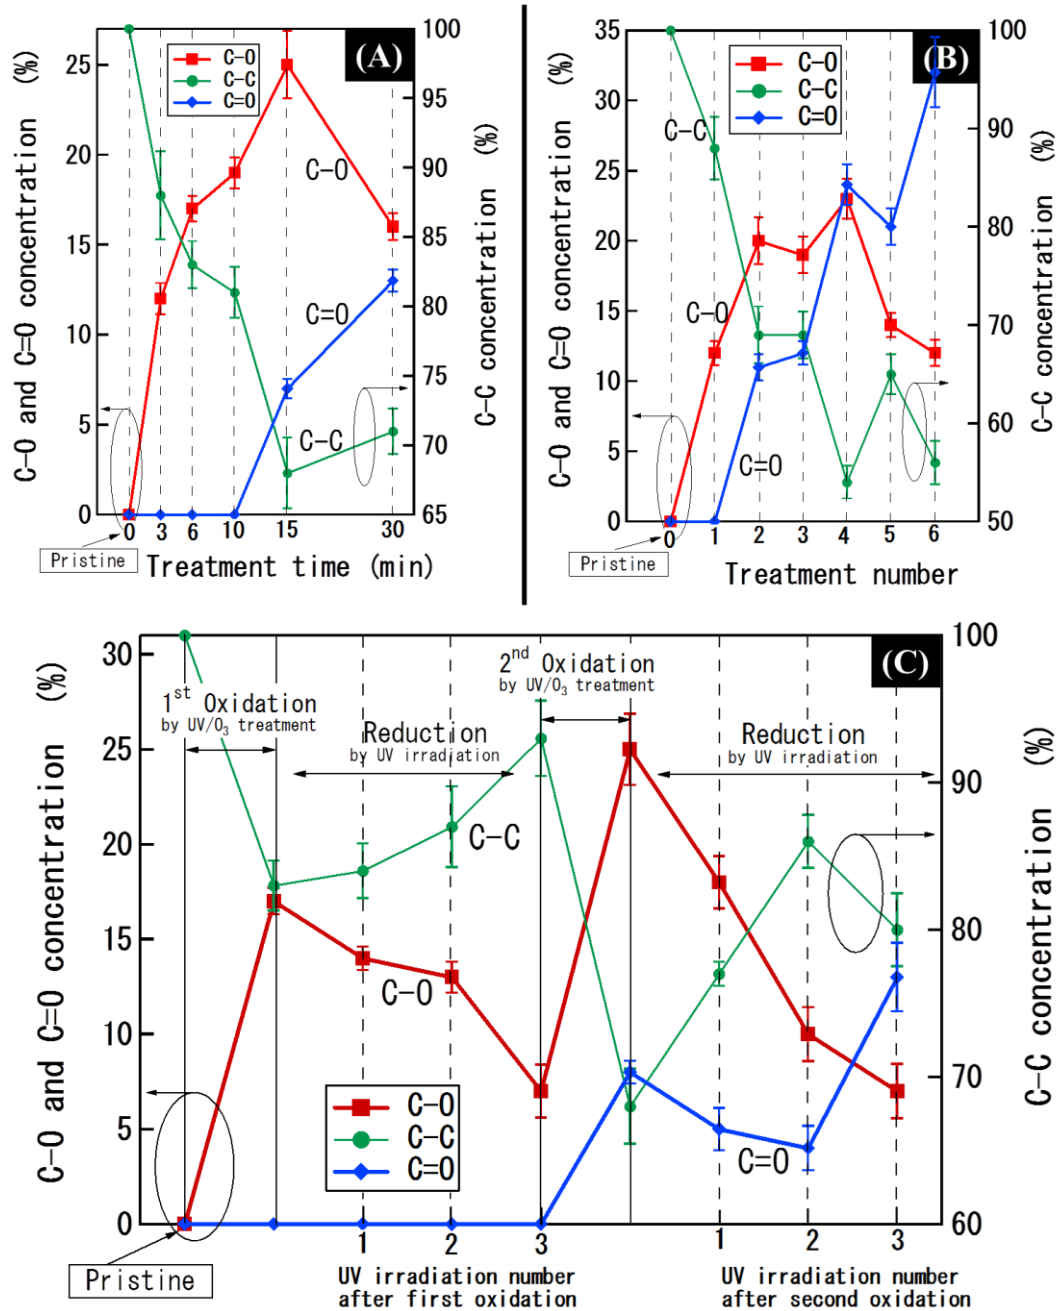 (A)
C-O and C=O concentration (%)
25
20
15
10
5
0
C-O
C-C
C=O
C-O
C=O
C-C
100
95
90
85
80
75
70
65
C-C concentration (%)
0 3 6 10 15 30
Pristine
Treatment time (min)
(B)
C-O and C=O concentration (%)
35
30
25
20
15
10
5
0
C-O
C-C
C=O
C-C
C-O
C=O
100
90
80
70
60
50
C-C concentration (%)
0 1 2 3 4 5 6
Pristine
Treatment number
(C)
C-O and C=O concentration (%)
30
25
20
15
10
5
0
1st Oxidation
by UV/O3 treatment
Reduction
by UV irradiation
2nd Oxidation
by UV/O3 treatment
Reduction
by UV irradiation
C-C
C-O
C=O
C-O
C-C
C=O
100
90
80
70
60
C-C concentration (%)
1 2 3 1 2 3
Pristine
UV irradiation number
after first oxidation
UV irradiation number
after second oxidation